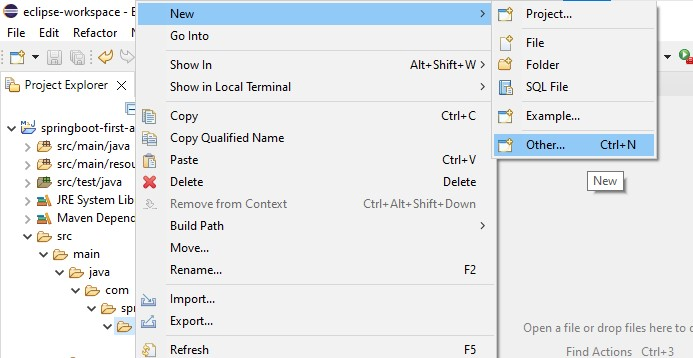 eclipse-workspace - E
File Edit Refactor
Project Explorer
springboot-first-a
src/main/java
src/main/resou
src/test/java
JRE System Lib
Maven Depend
src
main
java
com
spr
New
Go Into
Show In Alt+Shift+W
Show in Local Terminal
Copy Ctrl+C
Copy Qualified Name
Paste Ctrl+V
Delete Delete
Remove from Context Ctrl+Alt+Shift+Down
Build Path
Move...
Rename... F2
Import...
Export...
Refresh F5
Project...
File
Folder
SQL File
Example...
Other... Ctrl+N
New
Open a file or drop files here to o
Find Actions Ctrl+3